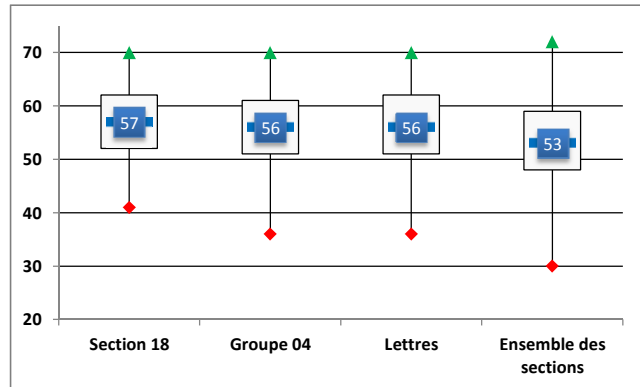 70
60
50
40
30
20
57
56
56
53
Section 18
Groupe 04
Lettres
Ensemble des
sections